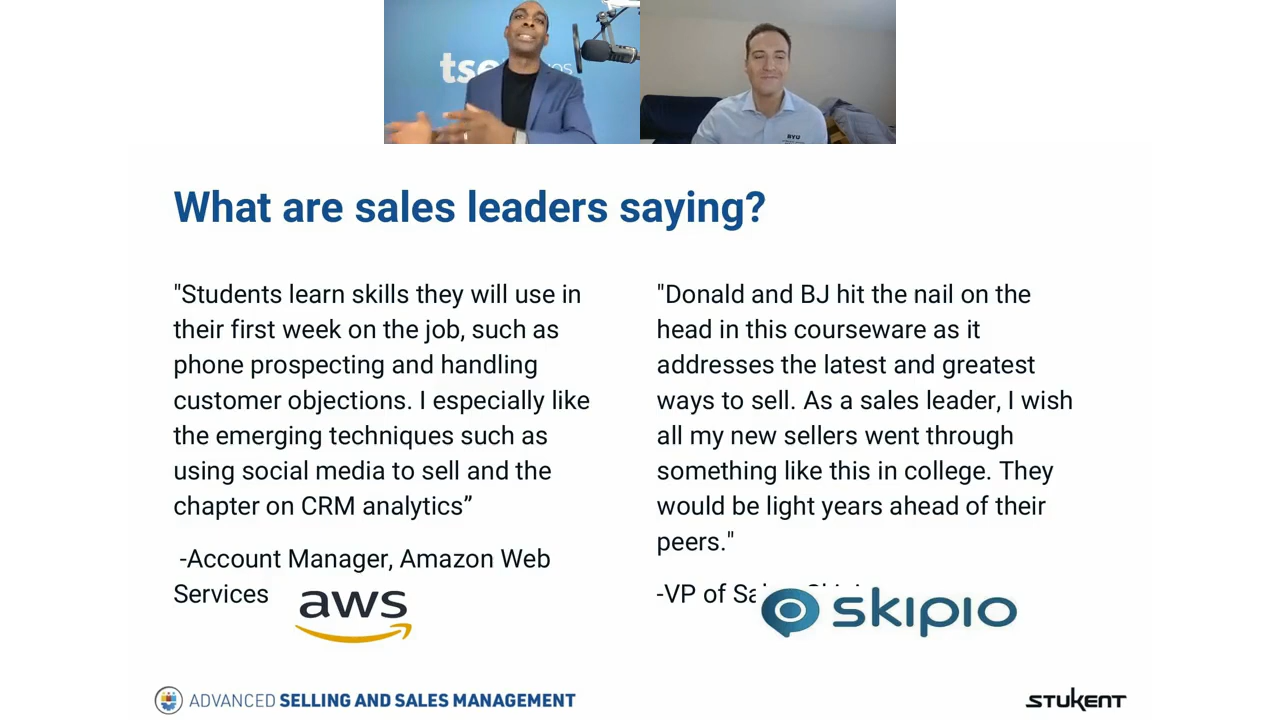 tse
BYU
What are sales leaders saying?
"Students learn skills they will use in
their first week on the job, such as
phone prospecting and handling
customer objections. I especially like
the emerging techniques such as
using social media to sell and the
chapter on CRM analytics”
-Account Manager, Amazon Web
Services
aws
"Donald and BJ hit the nail on the
head in this courseware as it
addresses the latest and greatest
ways to sell. As a sales leader, I wish
all my new sellers went through
something like this in college. They
would be light years ahead of their
peers."
-VP of
skipio
ADVANCED SELLING AND SALES MANAGEMENT
STUKENT